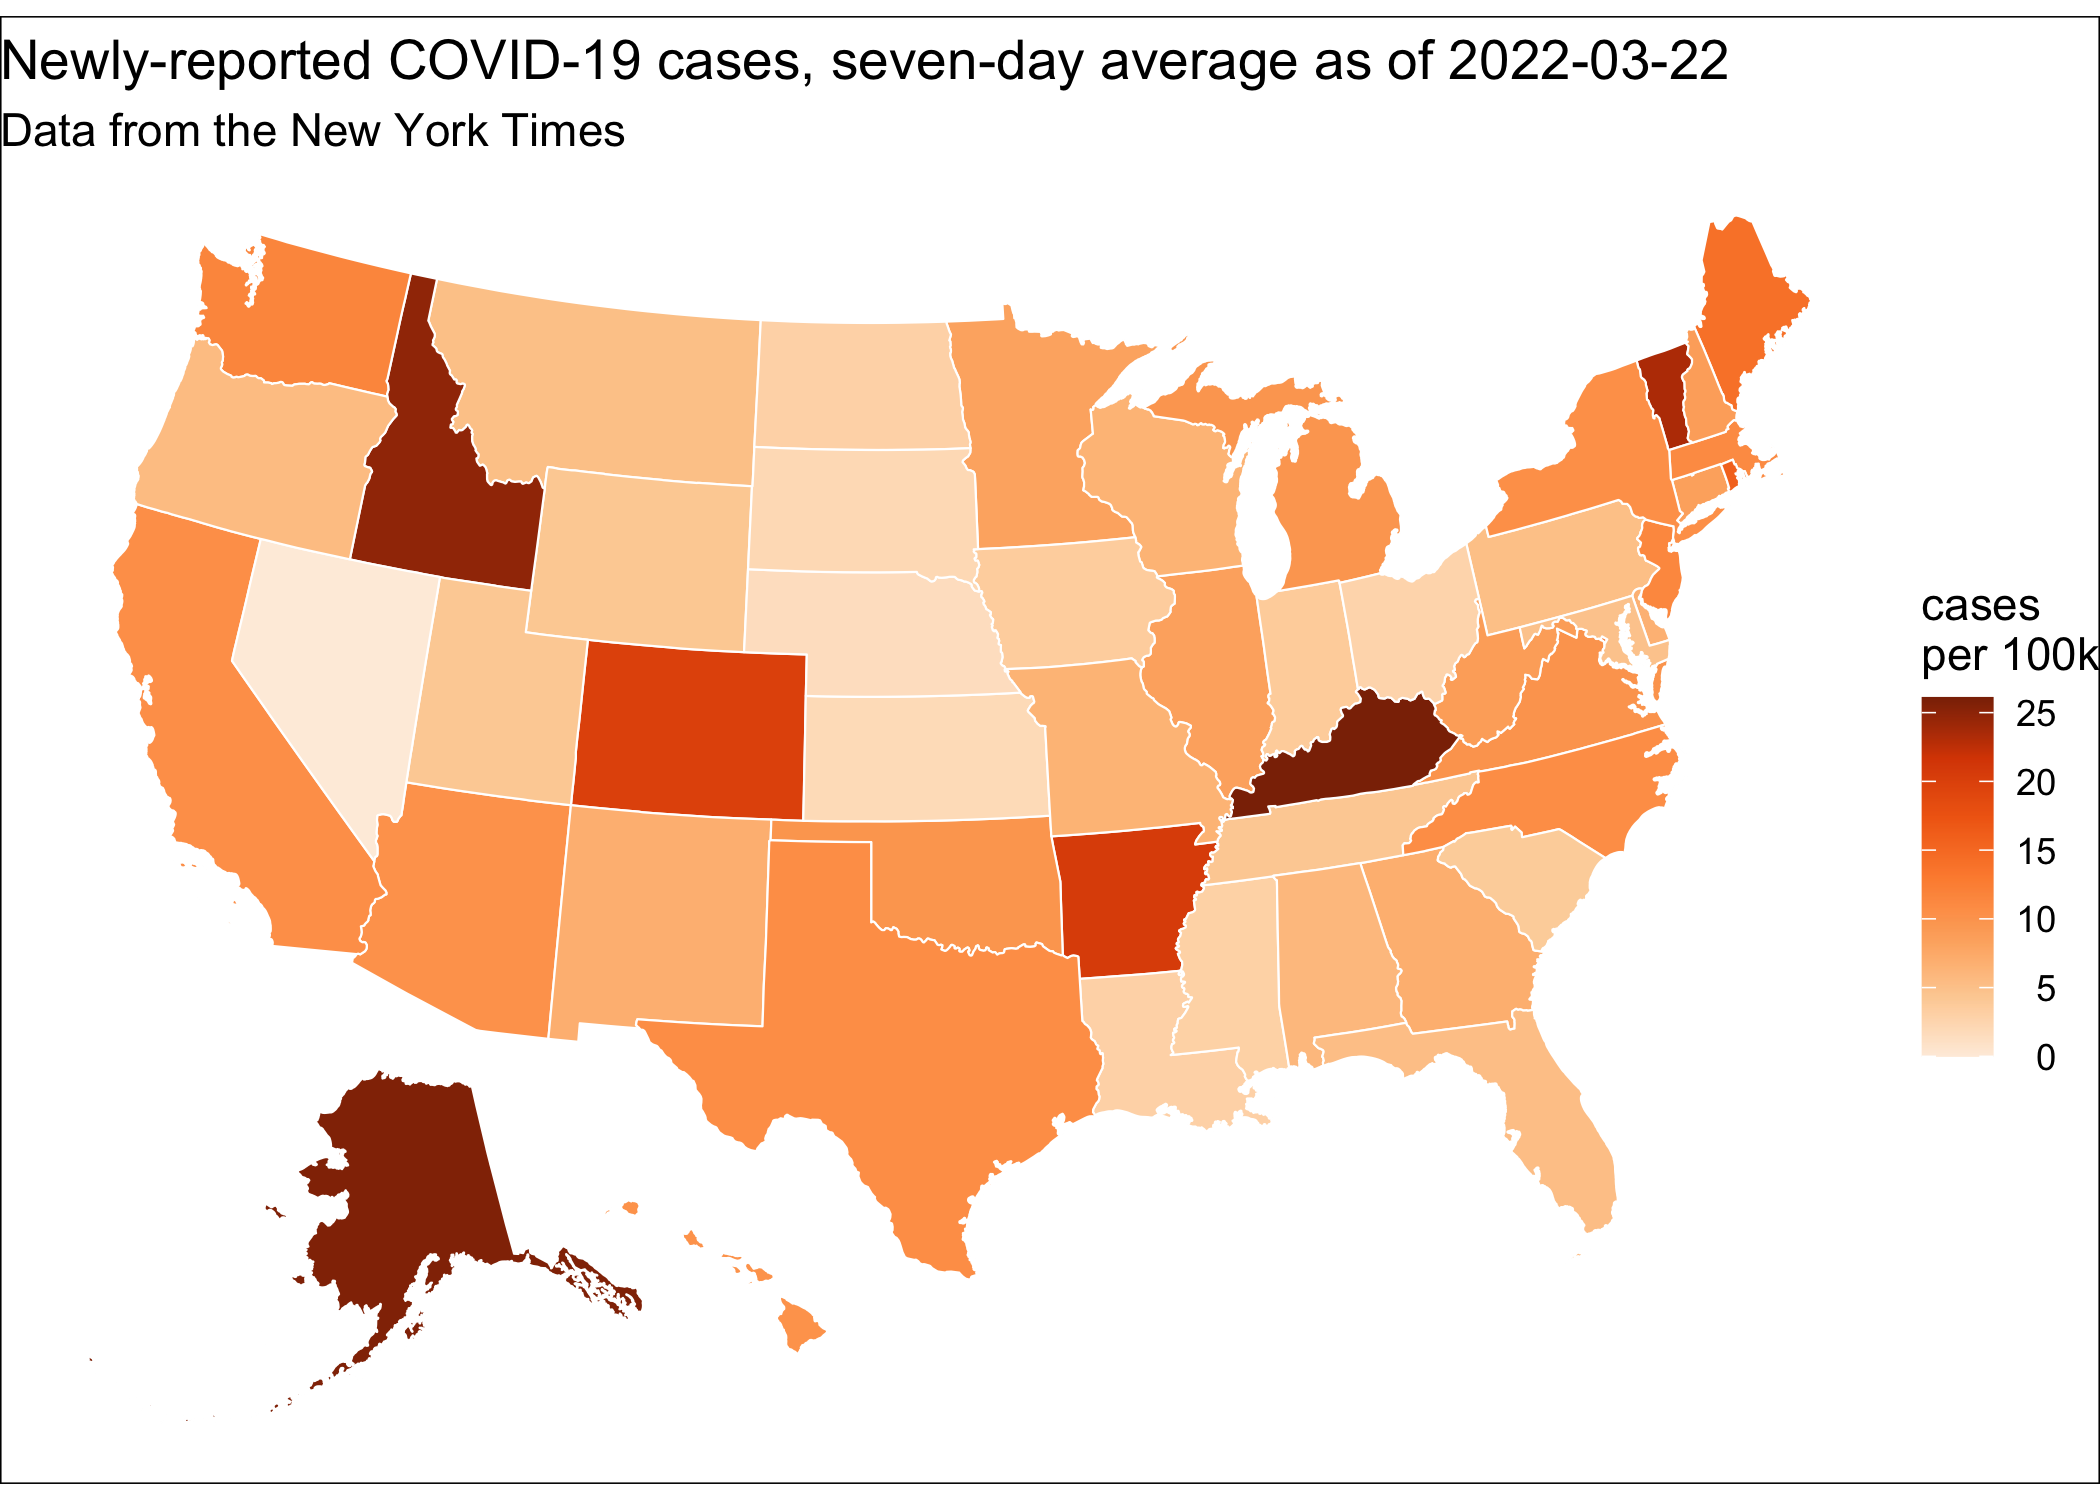 Newly-reported COVID-19 cases, seven-day average as of 2022-03-22
Data from the New York Times
cases
per 100k
25
20
15
10
5
0